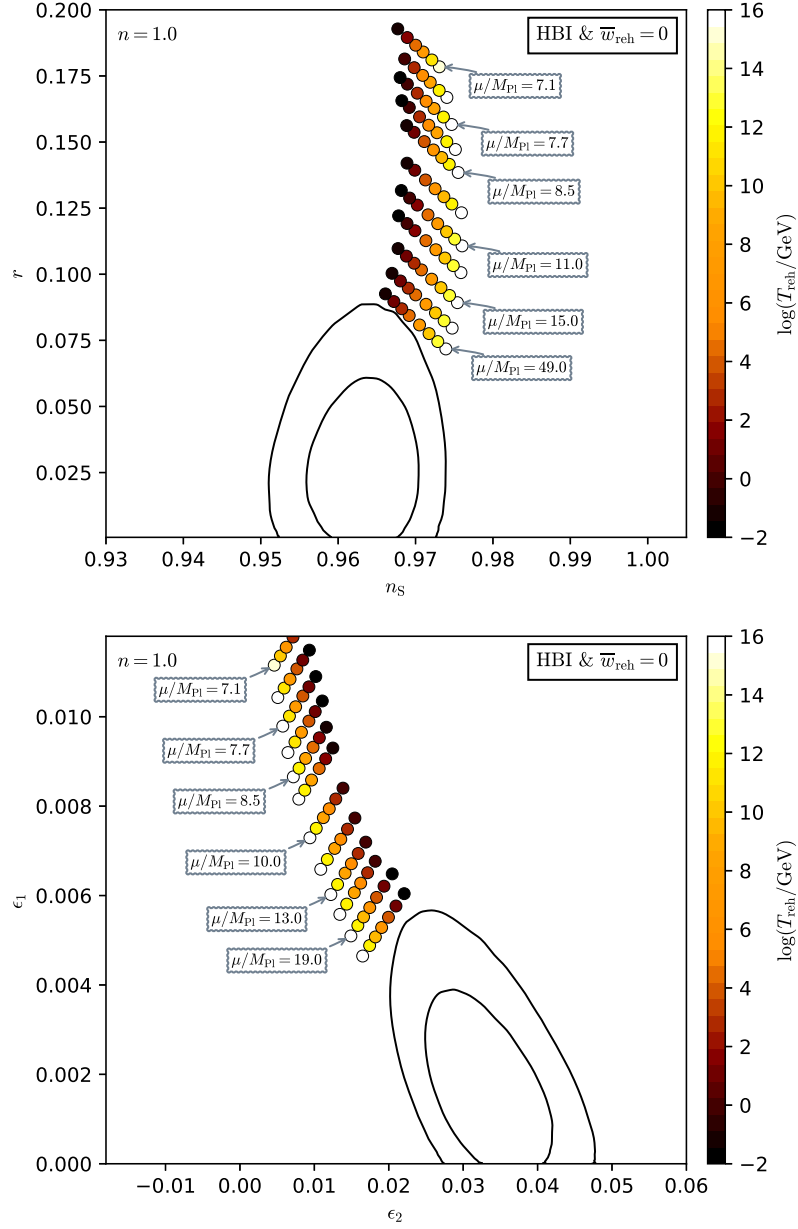 n = 1.0
HBI & w̅reh = 0
0.200
0.175
0.150
0.125
0.100
0.075
0.050
0.025
r
μ/MPl = 7.1
μ/MPl = 7.7
μ/MPl = 8.5
μ/MPl = 11.0
μ/MPl = 15.0
μ/MPl = 49.0
0.93 0.94 0.95 0.96 0.97 0.98 0.99 1.00
nS
16
14
12
10
8
6
4
2
0
−2
log(Treh/GeV)
n = 1.0
HBI & w̅reh = 0
0.010
0.008
0.006
0.004
0.002
0.000
ϵ1
μ/MPl = 7.1
μ/MPl = 7.7
μ/MPl = 8.5
μ/MPl = 10.0
μ/MPl = 13.0
μ/MPl = 19.0
−0.01 0.00 0.01 0.02 0.03 0.04 0.05 0.06
ϵ2
16
14
12
10
8
6
4
2
0
−2
log(Treh/GeV)